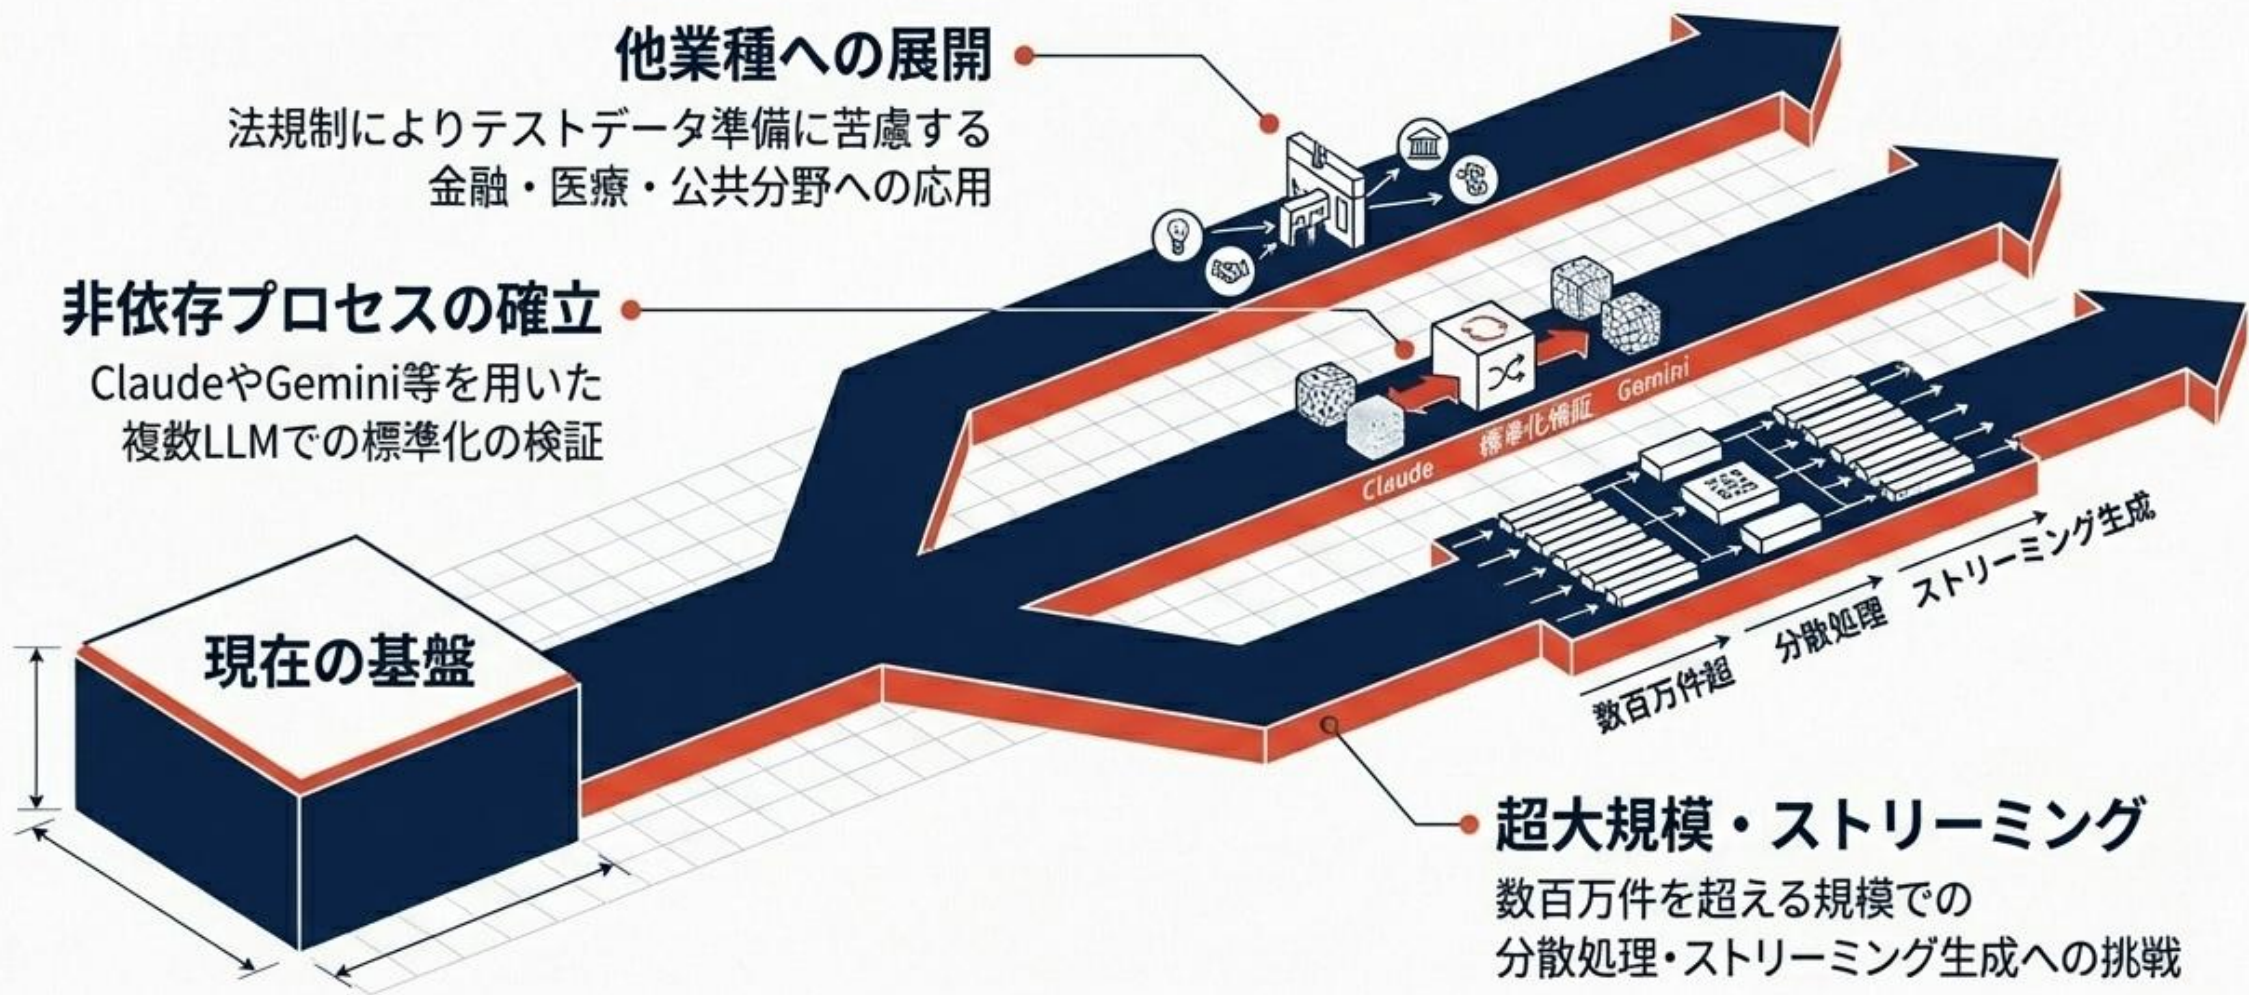 他業種への展開
法規制によりテストデータ準備に苦慮する
金融・医療・公共分野への応用
非依存プロセスの確立
ClaudeやGemini等を用いた
複数LLMでの標準化の検証
現在の基盤
Claude
Gemini
数百万件超
分散処理
ストリーミング生成
超大規模・ストリーミング
数百万件を超える規模での
分散処理・ストリーミング生成への挑戦